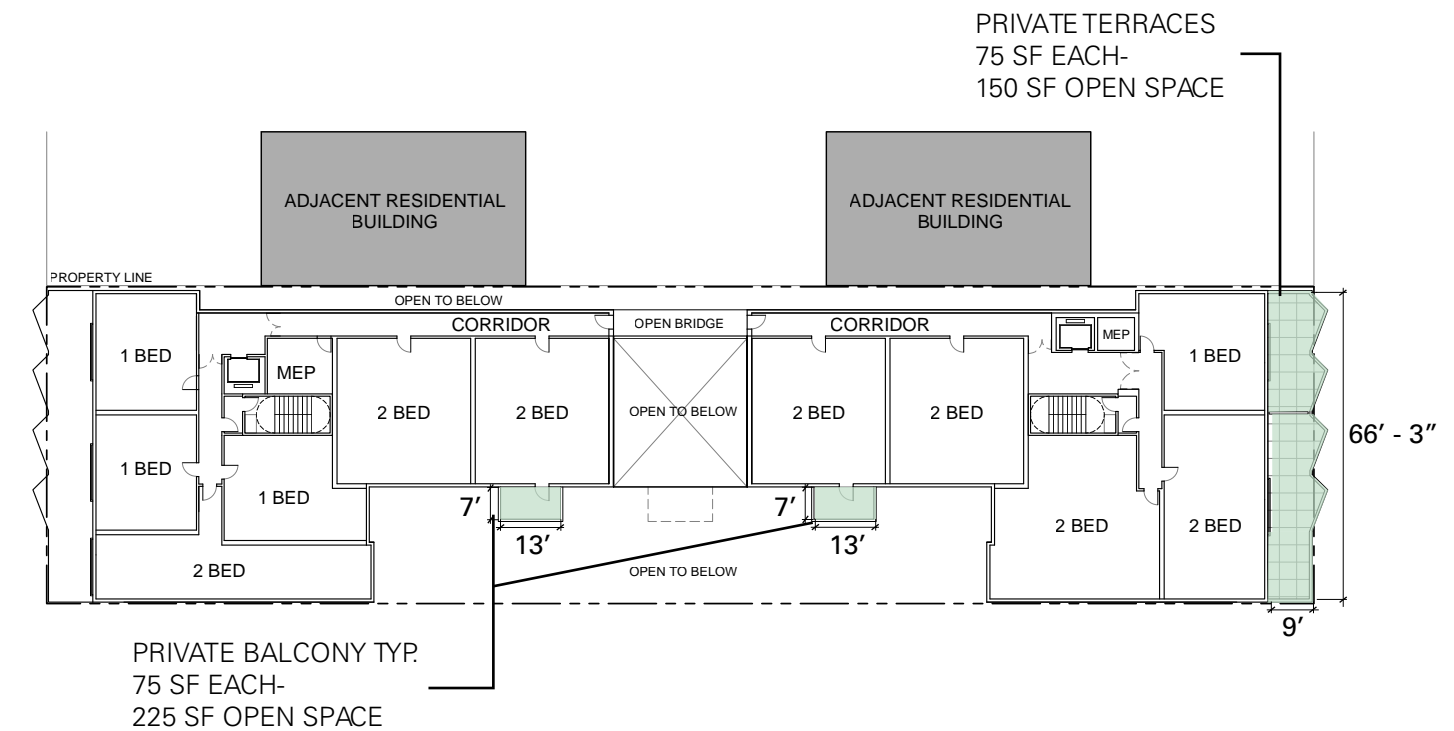 PRIVATE TERRACES
75 SF EACH-
150 SF OPEN SPACE
ADJACENT RESIDENTIAL
BUILDING
ADJACENT RESIDENTIAL
BUILDING
PROPERTY LINE
OPEN TO BELOW
CORRIDOR
OPEN BRIDGE
CORRIDOR
MEP
1 BED
MEP
1 BED
2 BED
2 BED
OPEN TO BELOW
2 BED
2 BED
66' - 3"
1 BED
1 BED
7'
7'
2 BED
2 BED
13'
13'
2 BED
OPEN TO BELOW
9'
PRIVATE BALCONY TYP.
75 SF EACH-
225 SF OPEN SPACE